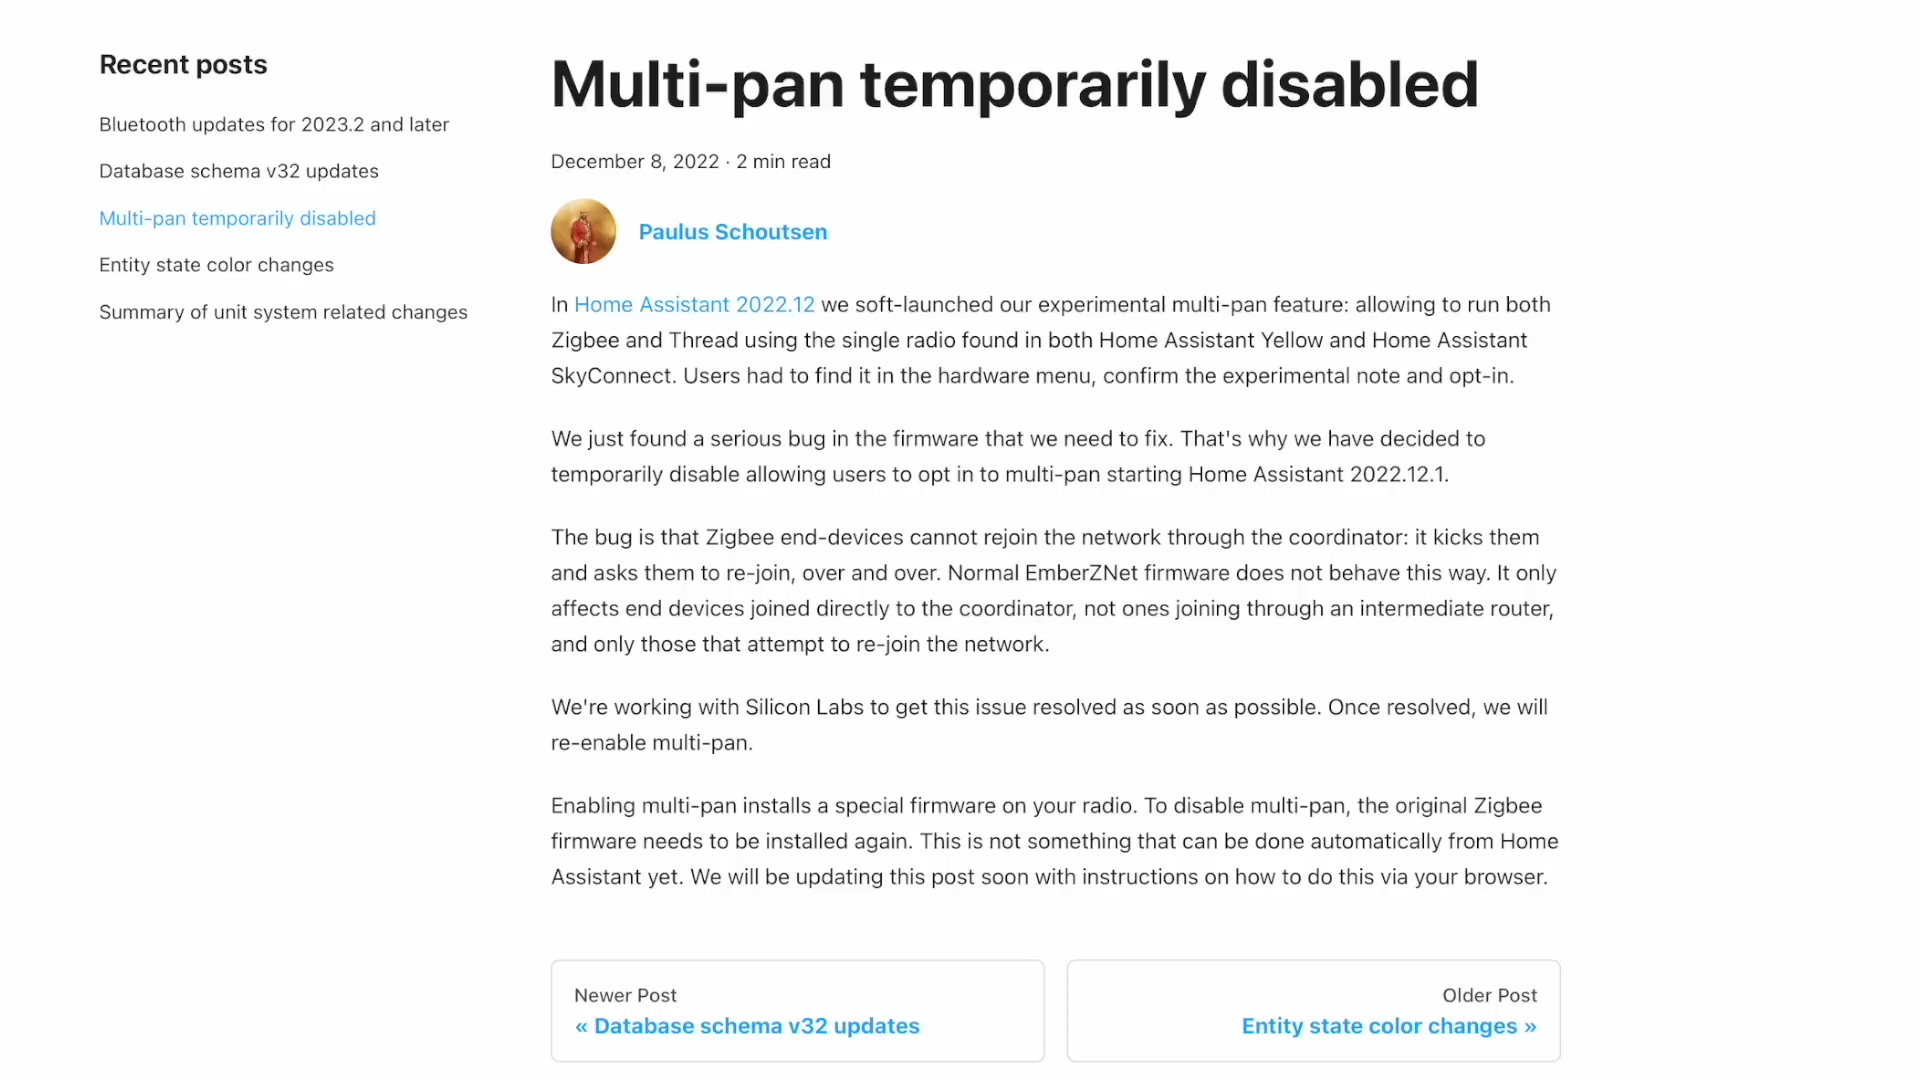 Recent posts
Bluetooth updates for 2023.2 and later
Database schema v32 updates
Multi-pan temporarily disabled
Entity state color changes
Summary of unit system related changes
Multi-pan temporarily disabled
December 8, 2022 · 2 min read
Paulus Schoutsen
In Home Assistant 2022.12 we soft-launched our experimental multi-pan feature: allowing to run both
Zigbee and Thread using the single radio found in both Home Assistant Yellow and Home Assistant
SkyConnect. Users had to find it in the hardware menu, confirm the experimental note and opt-in.
We just found a serious bug in the firmware that we need to fix. That's why we have decided to
temporarily disable allowing users to opt in to multi-pan starting Home Assistant 2022.12.1.
The bug is that Zigbee end-devices cannot rejoin the network through the coordinator: it kicks them
and asks them to re-join, over and over. Normal EmberZNet firmware does not behave this way. It only
affects end devices joined directly to the coordinator, not ones joining through an intermediate router,
and only those that attempt to re-join the network.
We're working with Silicon Labs to get this issue resolved as soon as possible. Once resolved, we will
re-enable multi-pan.
Enabling multi-pan installs a special firmware on your radio. To disable multi-pan, the original Zigbee
firmware needs to be installed again. This is not something that can be done automatically from Home
Assistant yet. We will be updating this post soon with instructions on how to do this via your browser.
Newer Post
« Database schema v32 updates
Older Post
Entity state color changes »